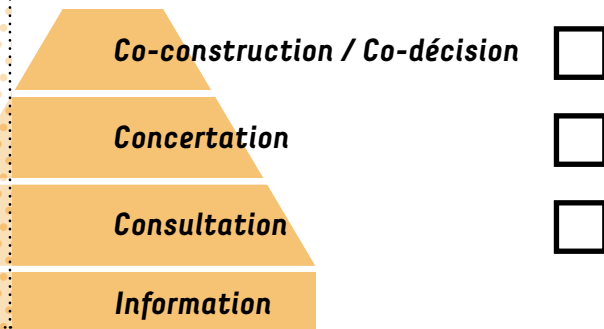 Co-construction / Co-décision
Concertation
Consultation
Information